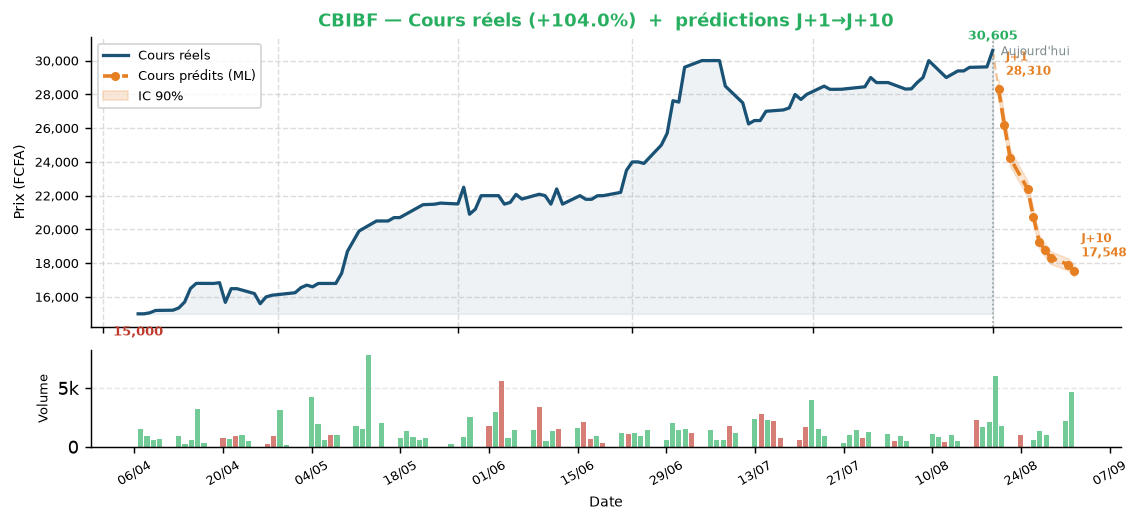 CBIBF — Cours réels (+104.0%)  +  prédictions J+1→J+10
30,605
Aujourd'hui
J+1
28,310
Cours réels
Cours prédits (ML)
IC 90%
30,000
28,000
26,000
24,000
22,000
20,000
18,000
16,000
Prix (FCFA)
J+10
17,548
15,000
5k
0
Volume
06/04
20/04
04/05
18/05
01/06
15/06
29/06
13/07
27/07
10/08
24/08
07/09
Date